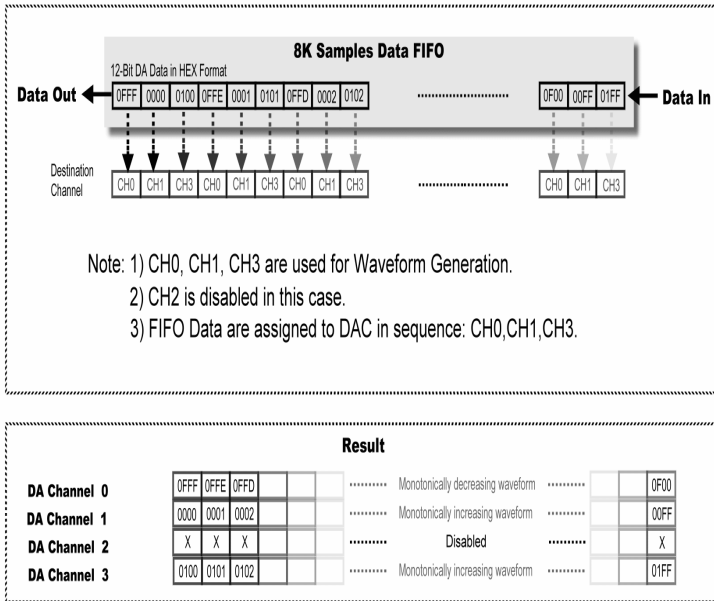 8K Samples Data FIFO
12-Bit DA Data in HEX Format
Data Out 0FFF 0000 0100 0FFE 0001 0101 0FFD 0002 0102 0F00 00FF 01FF Data In
Destination
Channel
CH0 CH1 CH3 CH0 CH1 CH3 CH0 CH1 CH3 CH0 CH1 CH3
Note: 1) CH0, CH1, CH3 are used for Waveform Generation.
2) CH2 is disabled in this case.
3) FIFO Data are assigned to DAC in sequence: CH0,CH1,CH3.
Result
DA Channel 0 0FFF 0FFE 0FFD Monotonically decreasing waveform 0F00
DA Channel 1 0000 0001 0002 Monotonically increasing waveform 00FF
DA Channel 2 X X X Disabled X
DA Channel 3 0100 0101 0102 Monotonically increasing waveform 01FF